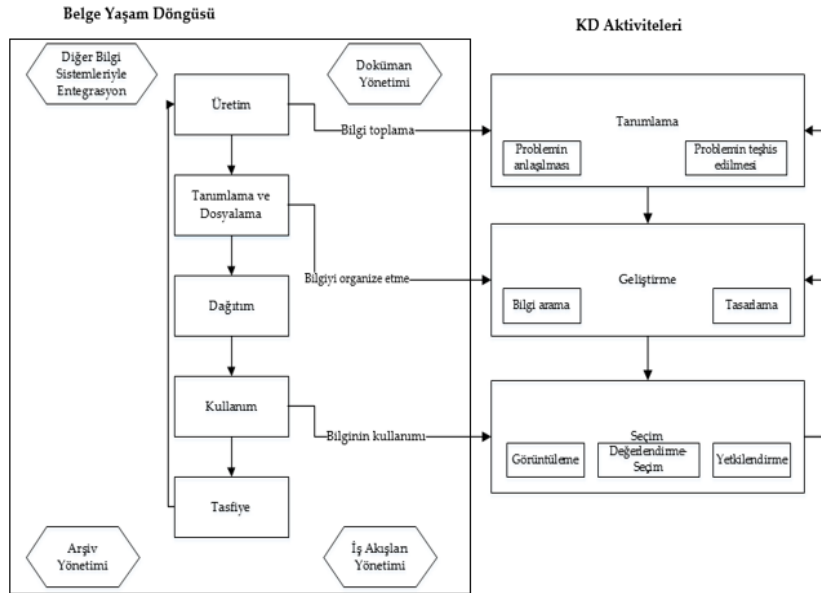 Belge Yaşam Döngüsü
KD Aktiviteleri
Diğer Bilgi
Sistemleriyle
Entegrasyon
Doküman
Yönetimi
Üretim
Bilgi toplama
Tanımlama
Problemin
anlaşılması
Problemin teşhis
edilmesi
Tanımlama ve
Dosyalama
Bilgiyi organize etme
Geliştirme
Bilgi arama
Tasarlama
Dağıtım
Kullanım
Bilginin kullanımı
Seçim
Görüntüleme
Değerlendirme-
Seçim
Yetkilendirme
Tasfiye
Arşiv
Yönetimi
İş Akışları
Yönetimi